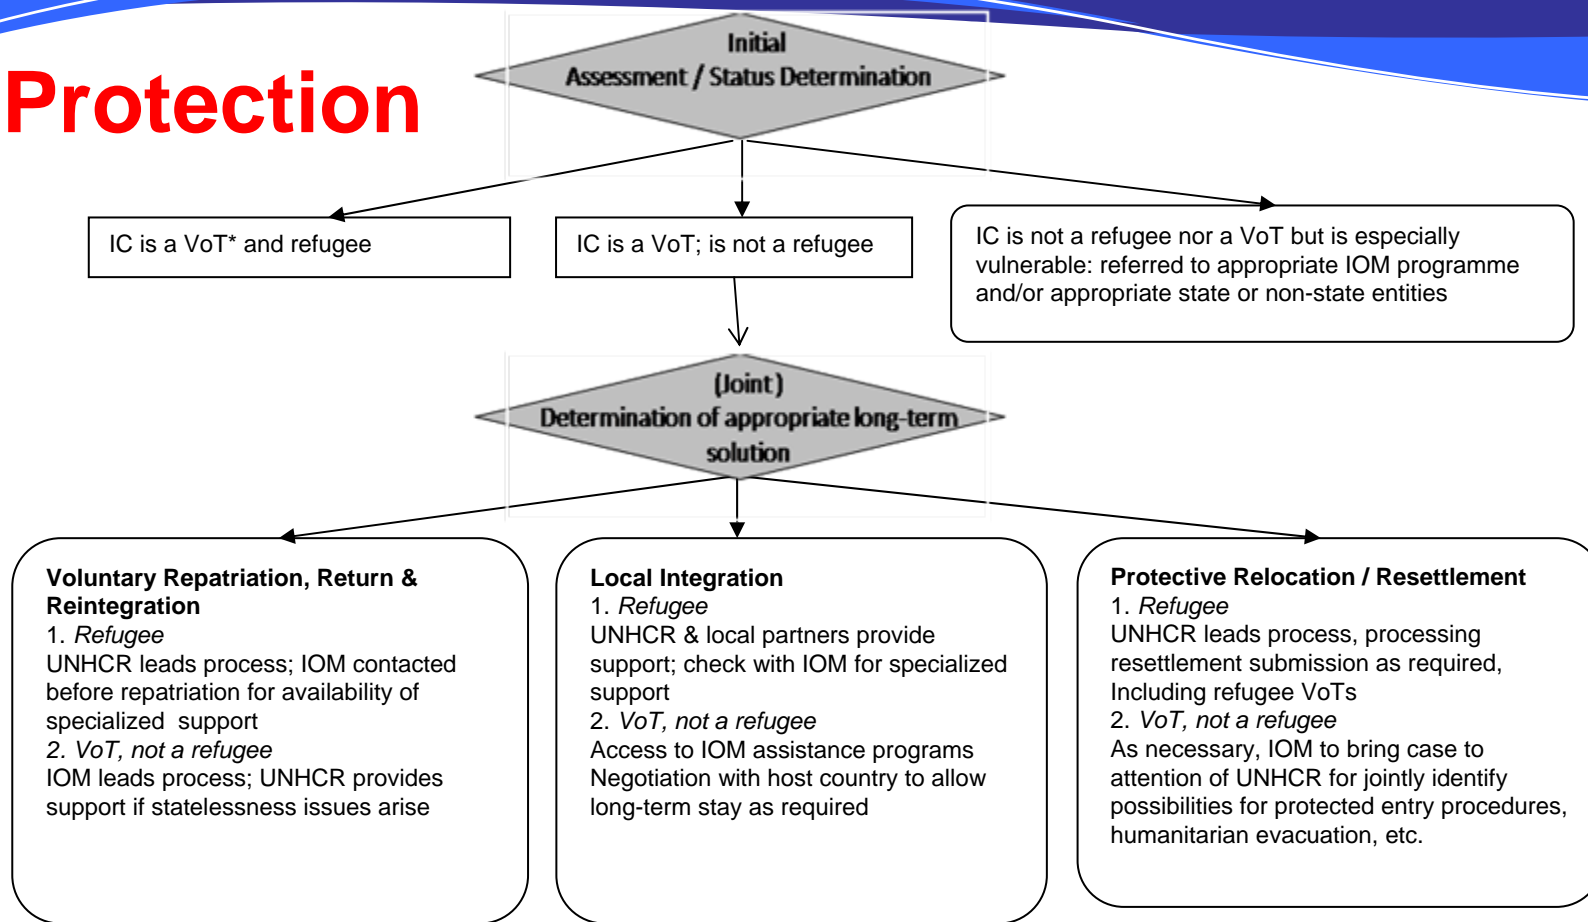 Protection
Initial
Assessment / Status Determination
IC is a VoT* and refugee
IC is a VoT; is not a refugee
IC is not a refugee nor a VoT but is especially
vulnerable: referred to appropriate IOM programme
and/or appropriate state or non-state entities
(Joint)
Determination of appropriate long-term
solution
Voluntary Repatriation, Return &
Reintegration
1. Refugee
UNHCR leads process; IOM contacted
before repatriation for availability of
specialized support
2. VoT, not a refugee
IOM leads process; UNHCR provides
support if statelessness issues arise
Local Integration
1. Refugee
UNHCR & local partners provide
support; check with IOM for specialized
support
2. VoT, not a refugee
Access to IOM assistance programs
Negotiation with host country to allow
long-term stay as required
Protective Relocation / Resettlement
1. Refugee
UNHCR leads process, processing
resettlement submission as required,
Including refugee VoTs
2. VoT, not a refugee
As necessary, IOM to bring case to
attention of UNHCR for jointly identify
possibilities for protected entry procedures,
humanitarian evacuation, etc.